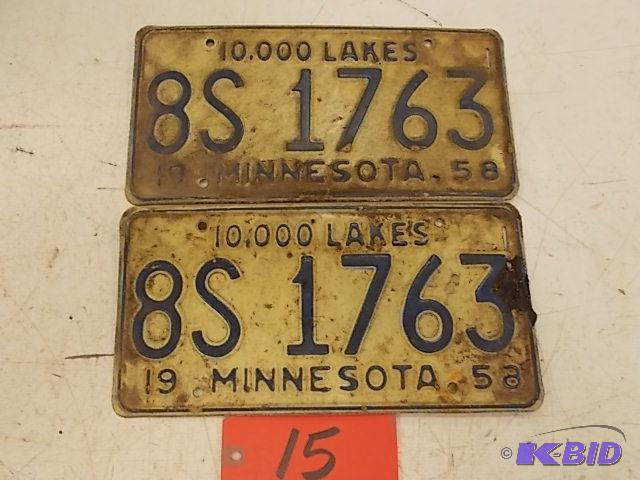 10,000 LAKES
8S 1763
19 MINNESOTA 58
10,000 LAKES
8S 1763
19 MINNESOTA 58
15
© K-BID